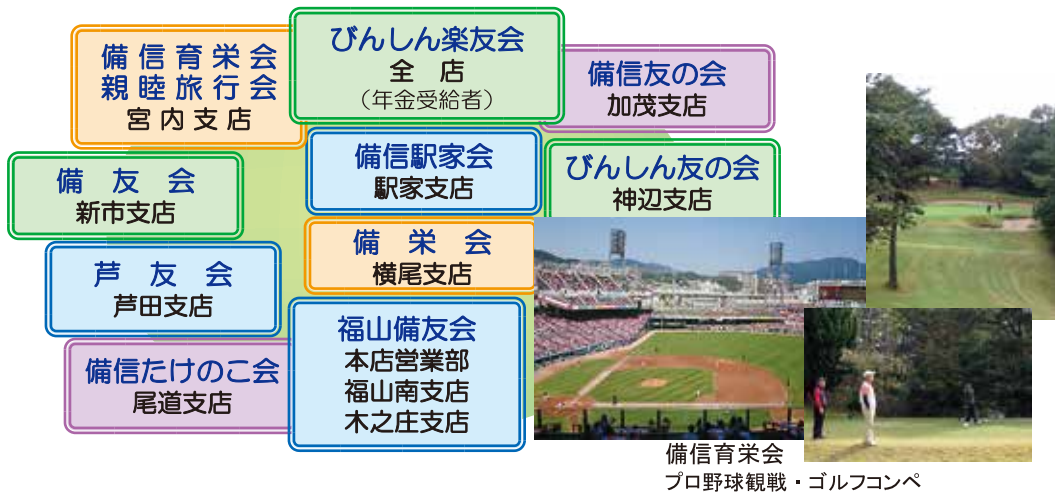 備信育栄会
親睦旅行会
宮内支店
びんしん楽友会
全店
（年金受給者）
備信友の会
加茂支店
備友会
新市支店
備信駅家会
駅家支店
びんしん友の会
神辺支店
芦友会
芦田支店
備栄会
横尾支店
備信たけのこ会
尾道支店
福山備友会
本店営業部
福山南支店
木之庄支店
備信育栄会
プロ野球観戦・ゴルフコンペ